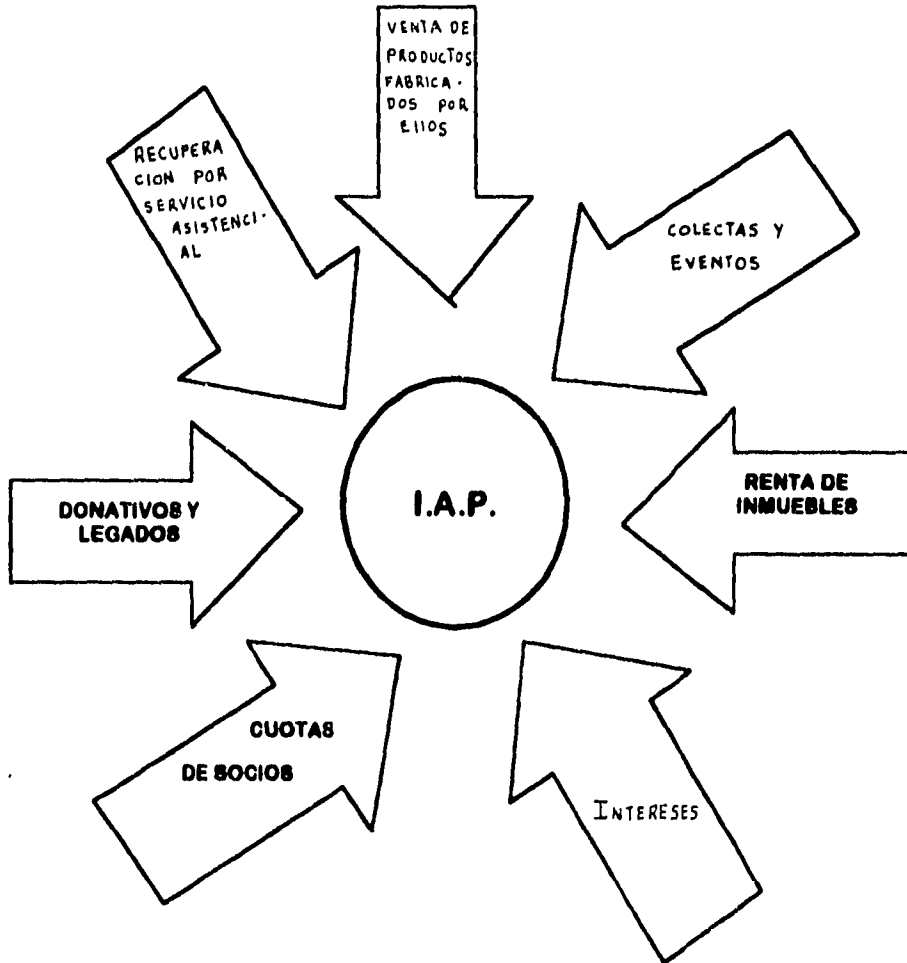 VENTA DE
PRODUCTOS
FABRICA-
DOS POR
EllOS
RECUPERA
CION POR
SERVICIO
ASISTENCI-
AL
COLECTAS Y
EVENTOS
DONATIVOS Y
LEGADOS
I.A.P.
RENTA DE
INMUEBLES
CUOTAS
DE SOCIOS
INTERESES